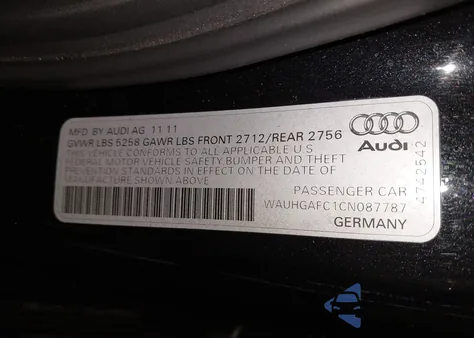 MFD BY AUDI AG 11 11
GVWR LBS 5258 GAWR LBS FRONT 2712/REAR 2756
THIS VEHICLE CONFORMS TO ALL APPLICABLE U S
FEDERAL MOTOR VEHICLE SAFETY BUMPER AND THEFT
PREVENTION STANDARDS IN EFFECT ON THE DATE OF
MANUFACTURE SHOWN ABOVE
Audi
PASSENGER CAR
WAUHGAFC1CN087787
GERMANY
4742542